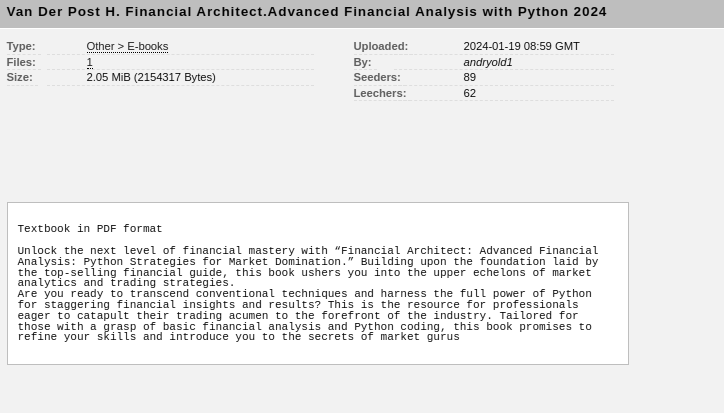 Van Der Post H. Financial Architect.Advanced Financial Analysis with Python 2024
Type: Other > E-books
Files: 1
Size: 2.05 MiB (2154317 Bytes)
Uploaded: 2024-01-19 08:59 GMT
By: andryold1
Seeders: 89
Leechers: 62
Textbook in PDF format
Unlock the next level of financial mastery with “Financial Architect: Advanced Financial
Analysis: Python Strategies for Market Domination.” Building upon the foundation laid by
the top-selling financial guide, this book ushers you into the upper echelons of market
analytics and trading strategies.
Are you ready to transcend conventional techniques and harness the full power of Python
for staggering financial insights and results? This is the resource for professionals
eager to catapult their trading acumen to the forefront of the industry. Tailored for
those with a grasp of basic financial analysis and Python coding, this book promises to
refine your skills and introduce you to the secrets of market gurus